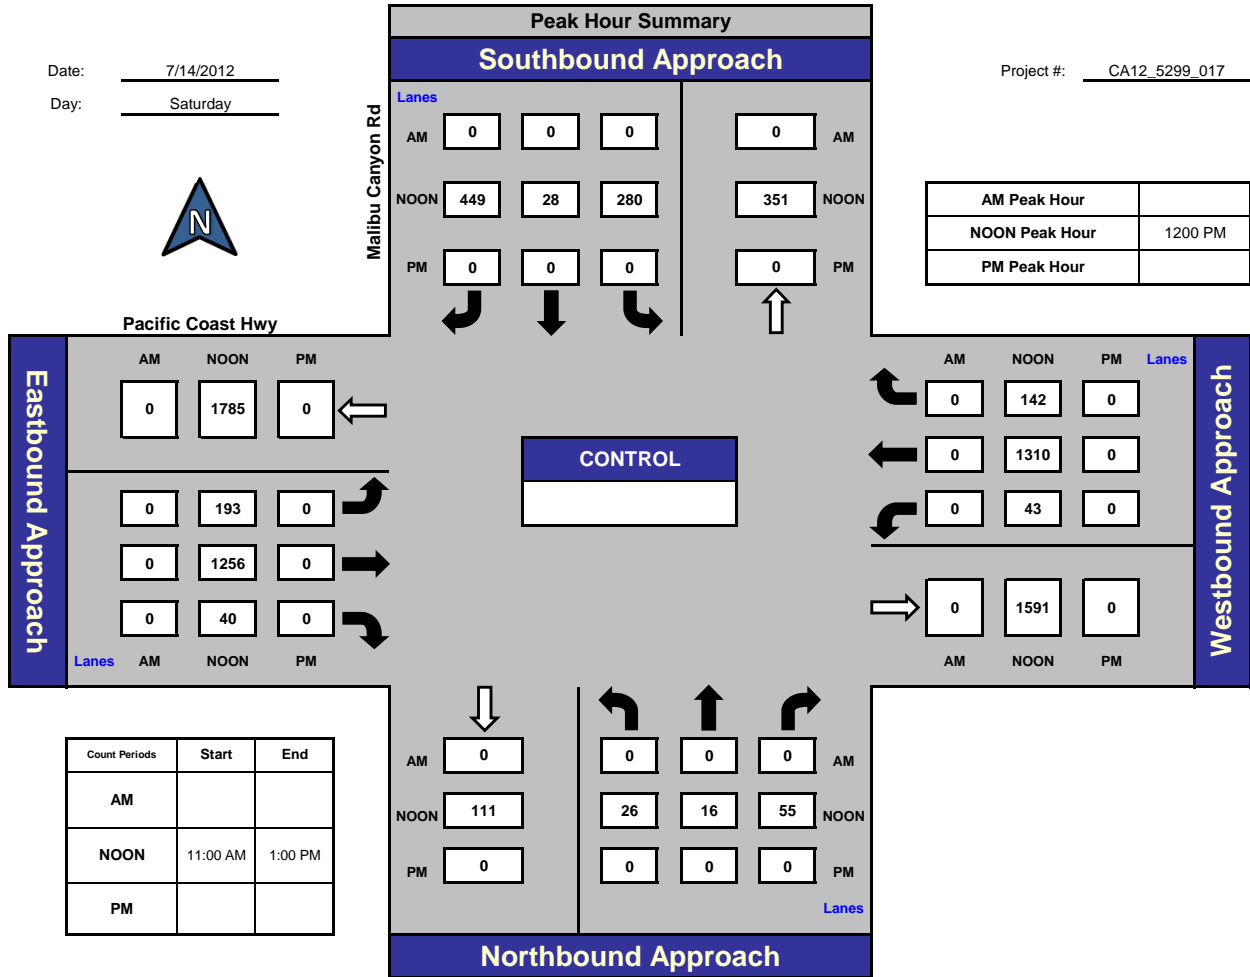 Peak Hour Summary
Southbound Approach
Date: 7/14/2012
Day: Saturday
Project #: CA12_5299_017
Malibu Canyon Rd
Lanes
AM 0 0 0 0 AM
NOON 449 28 280 351 NOON
PM 0 0 0 0 PM
N
AM Peak Hour
NOON Peak Hour 1200 PM
PM Peak Hour
Pacific Coast Hwy
Eastbound Approach
AM NOON PM
0 1785 0
0 193 0
0 1256 0
0 40 0
Lanes AM NOON PM
CONTROL
AM NOON PM Lanes
0 142 0
0 1310 0
0 43 0
0 1591 0
AM NOON PM
Westbound Approach
Count Periods Start End
AM
NOON 11:00 AM 1:00 PM
PM
AM 0 0 0 0 AM
NOON 111 26 16 55 NOON
PM 0 0 0 0 PM
Lanes
Northbound Approach